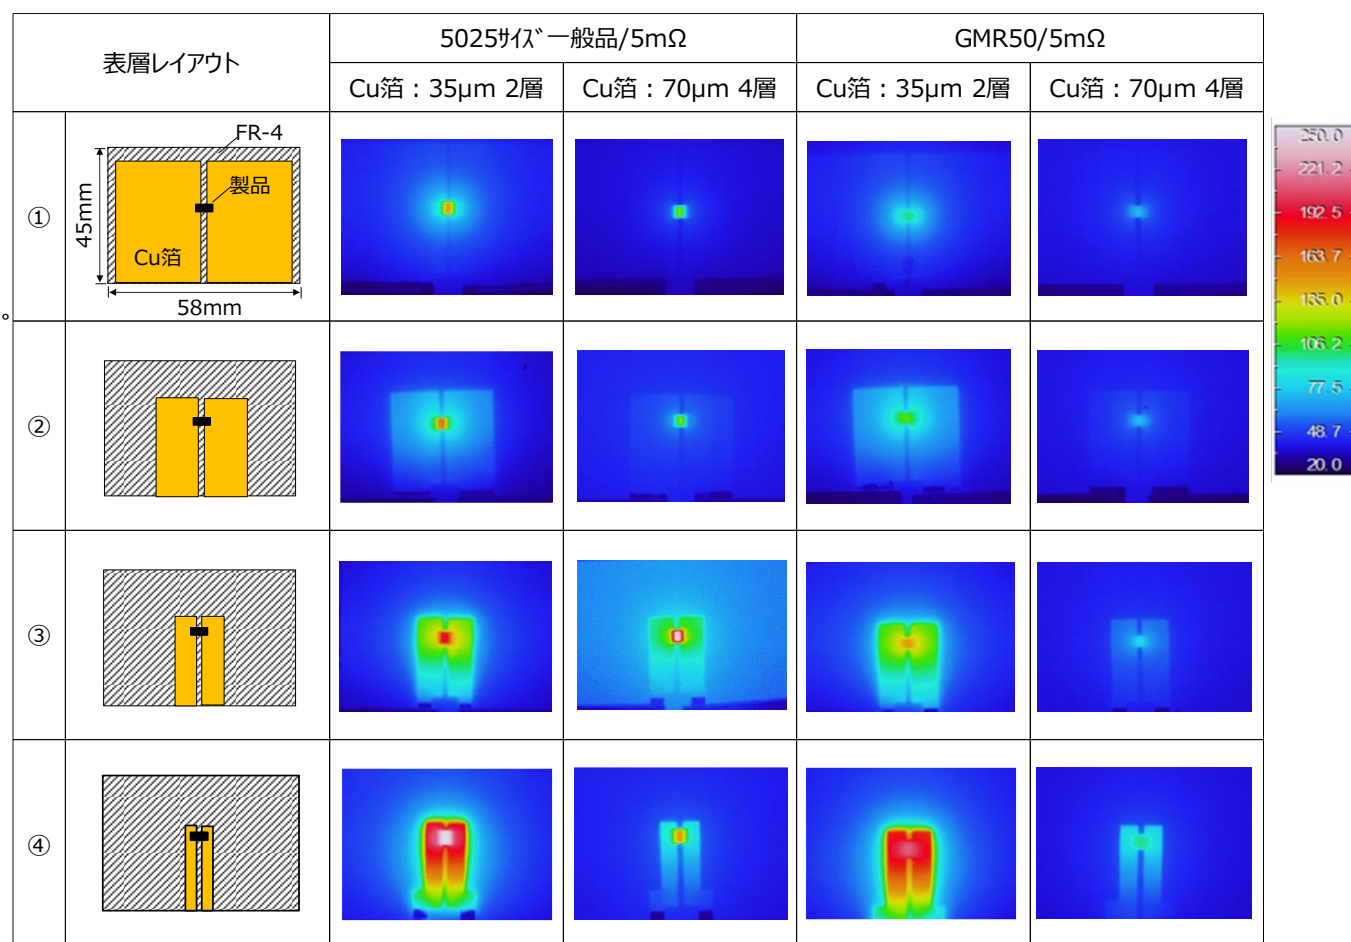 表層レイアウト
5025ｻｲｽﾞ一般品/5mΩ
GMR50/5mΩ
Cu箔：35μm 2層
Cu箔：70μm 4層
Cu箔：35μm 2層
Cu箔：70μm 4層
①
FR-4
製品
Cu箔
45mm
58mm
。
②
③
④
250.0
221.2
192.5
163.7
135.0
106.2
77.5
48.7
20.0